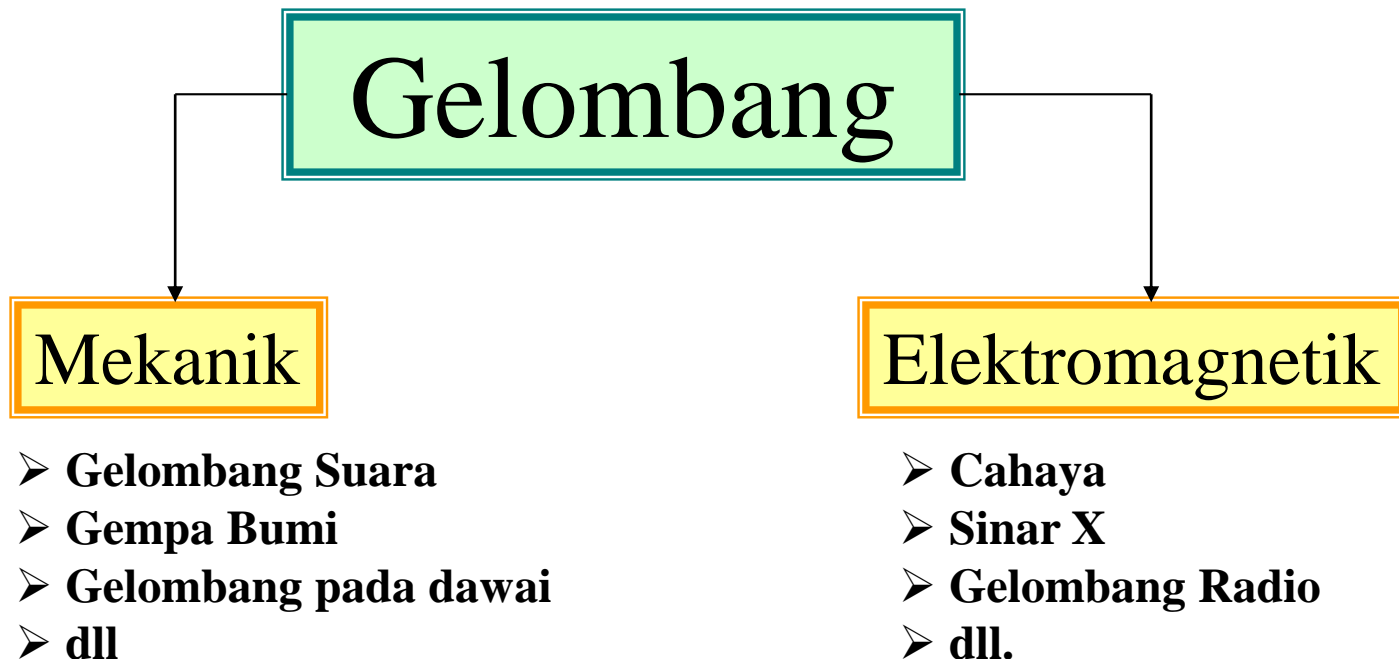 Gelombang
Mekanik
➢ Gelombang Suara
➢ Gempa Bumi
➢ Gelombang pada dawai
➢ dll
Elektromagnetik
➢ Cahaya
➢ Sinar X
➢ Gelombang Radio
➢ dll.